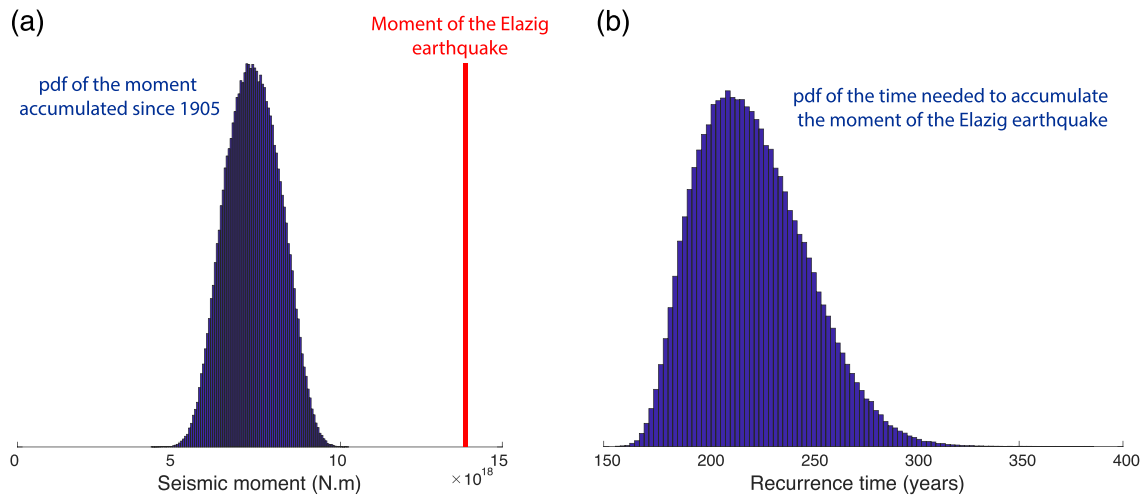 (a)
Moment of the Elazig
earthquake
pdf of the moment
accumulated since 1905
0 5 10 15
Seismic moment (N.m)
×10^18
(b)
pdf of the time needed to accumulate
the moment of the Elazig earthquake
150 200 250 300 350 400
Recurrence time (years)